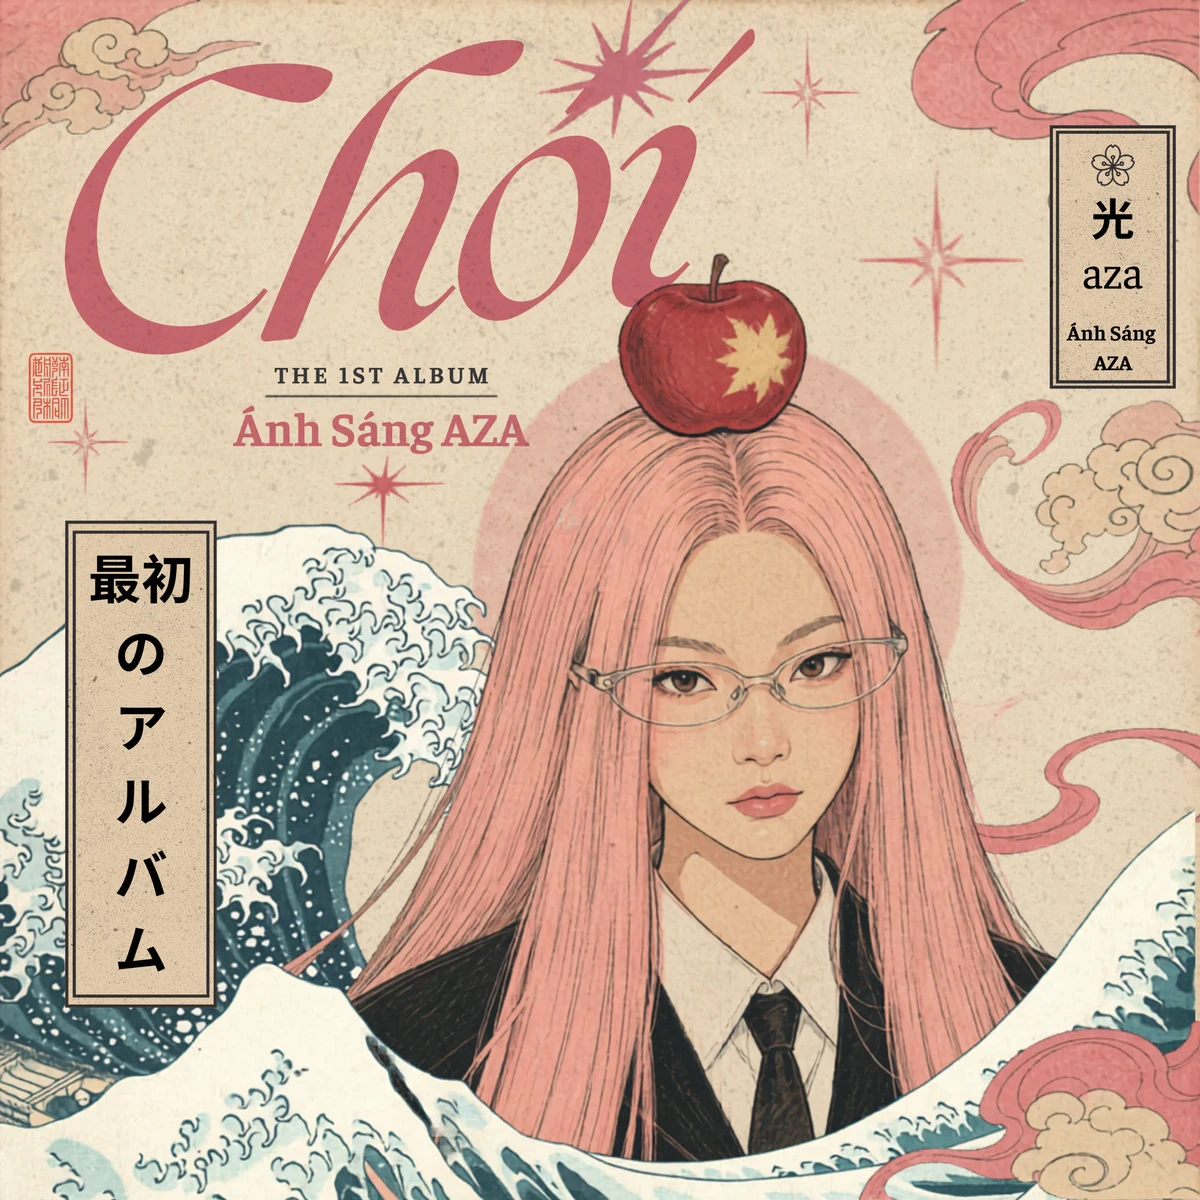 Chói
THE 1ST ALBUM
Ánh Sáng AZA
光
aza
Ánh Sáng
AZA
最初
の
ア
ル
バ
ム